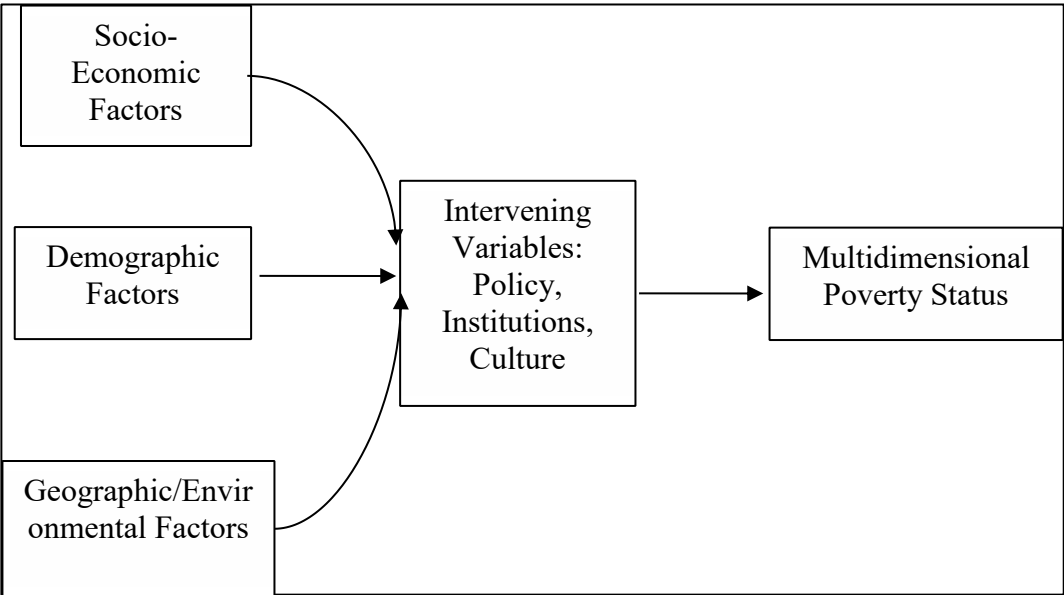 Socio-
Economic
Factors
Demographic
Factors
Geographic/Envir
onmental Factors
Intervening
Variables:
Policy,
Institutions,
Culture
Multidimensional
Poverty Status